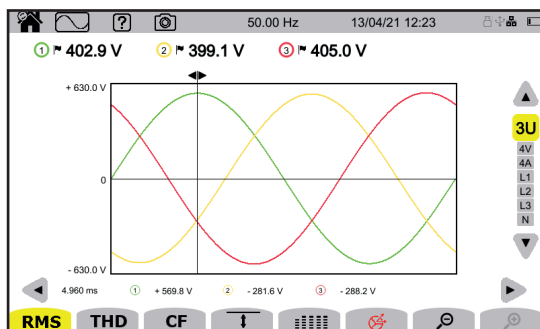 ? 50.00 Hz 13/04/21 12:23
1 402.9 V 2 399.1 V 3 405.0 V
+ 630.0 V
0
- 630.0 V
3U
4V
4A
L1
L2
L3
N
4.960 ms 1 + 569.8 V 2 - 281.6 V 3 - 288.2 V
RMS THD CF